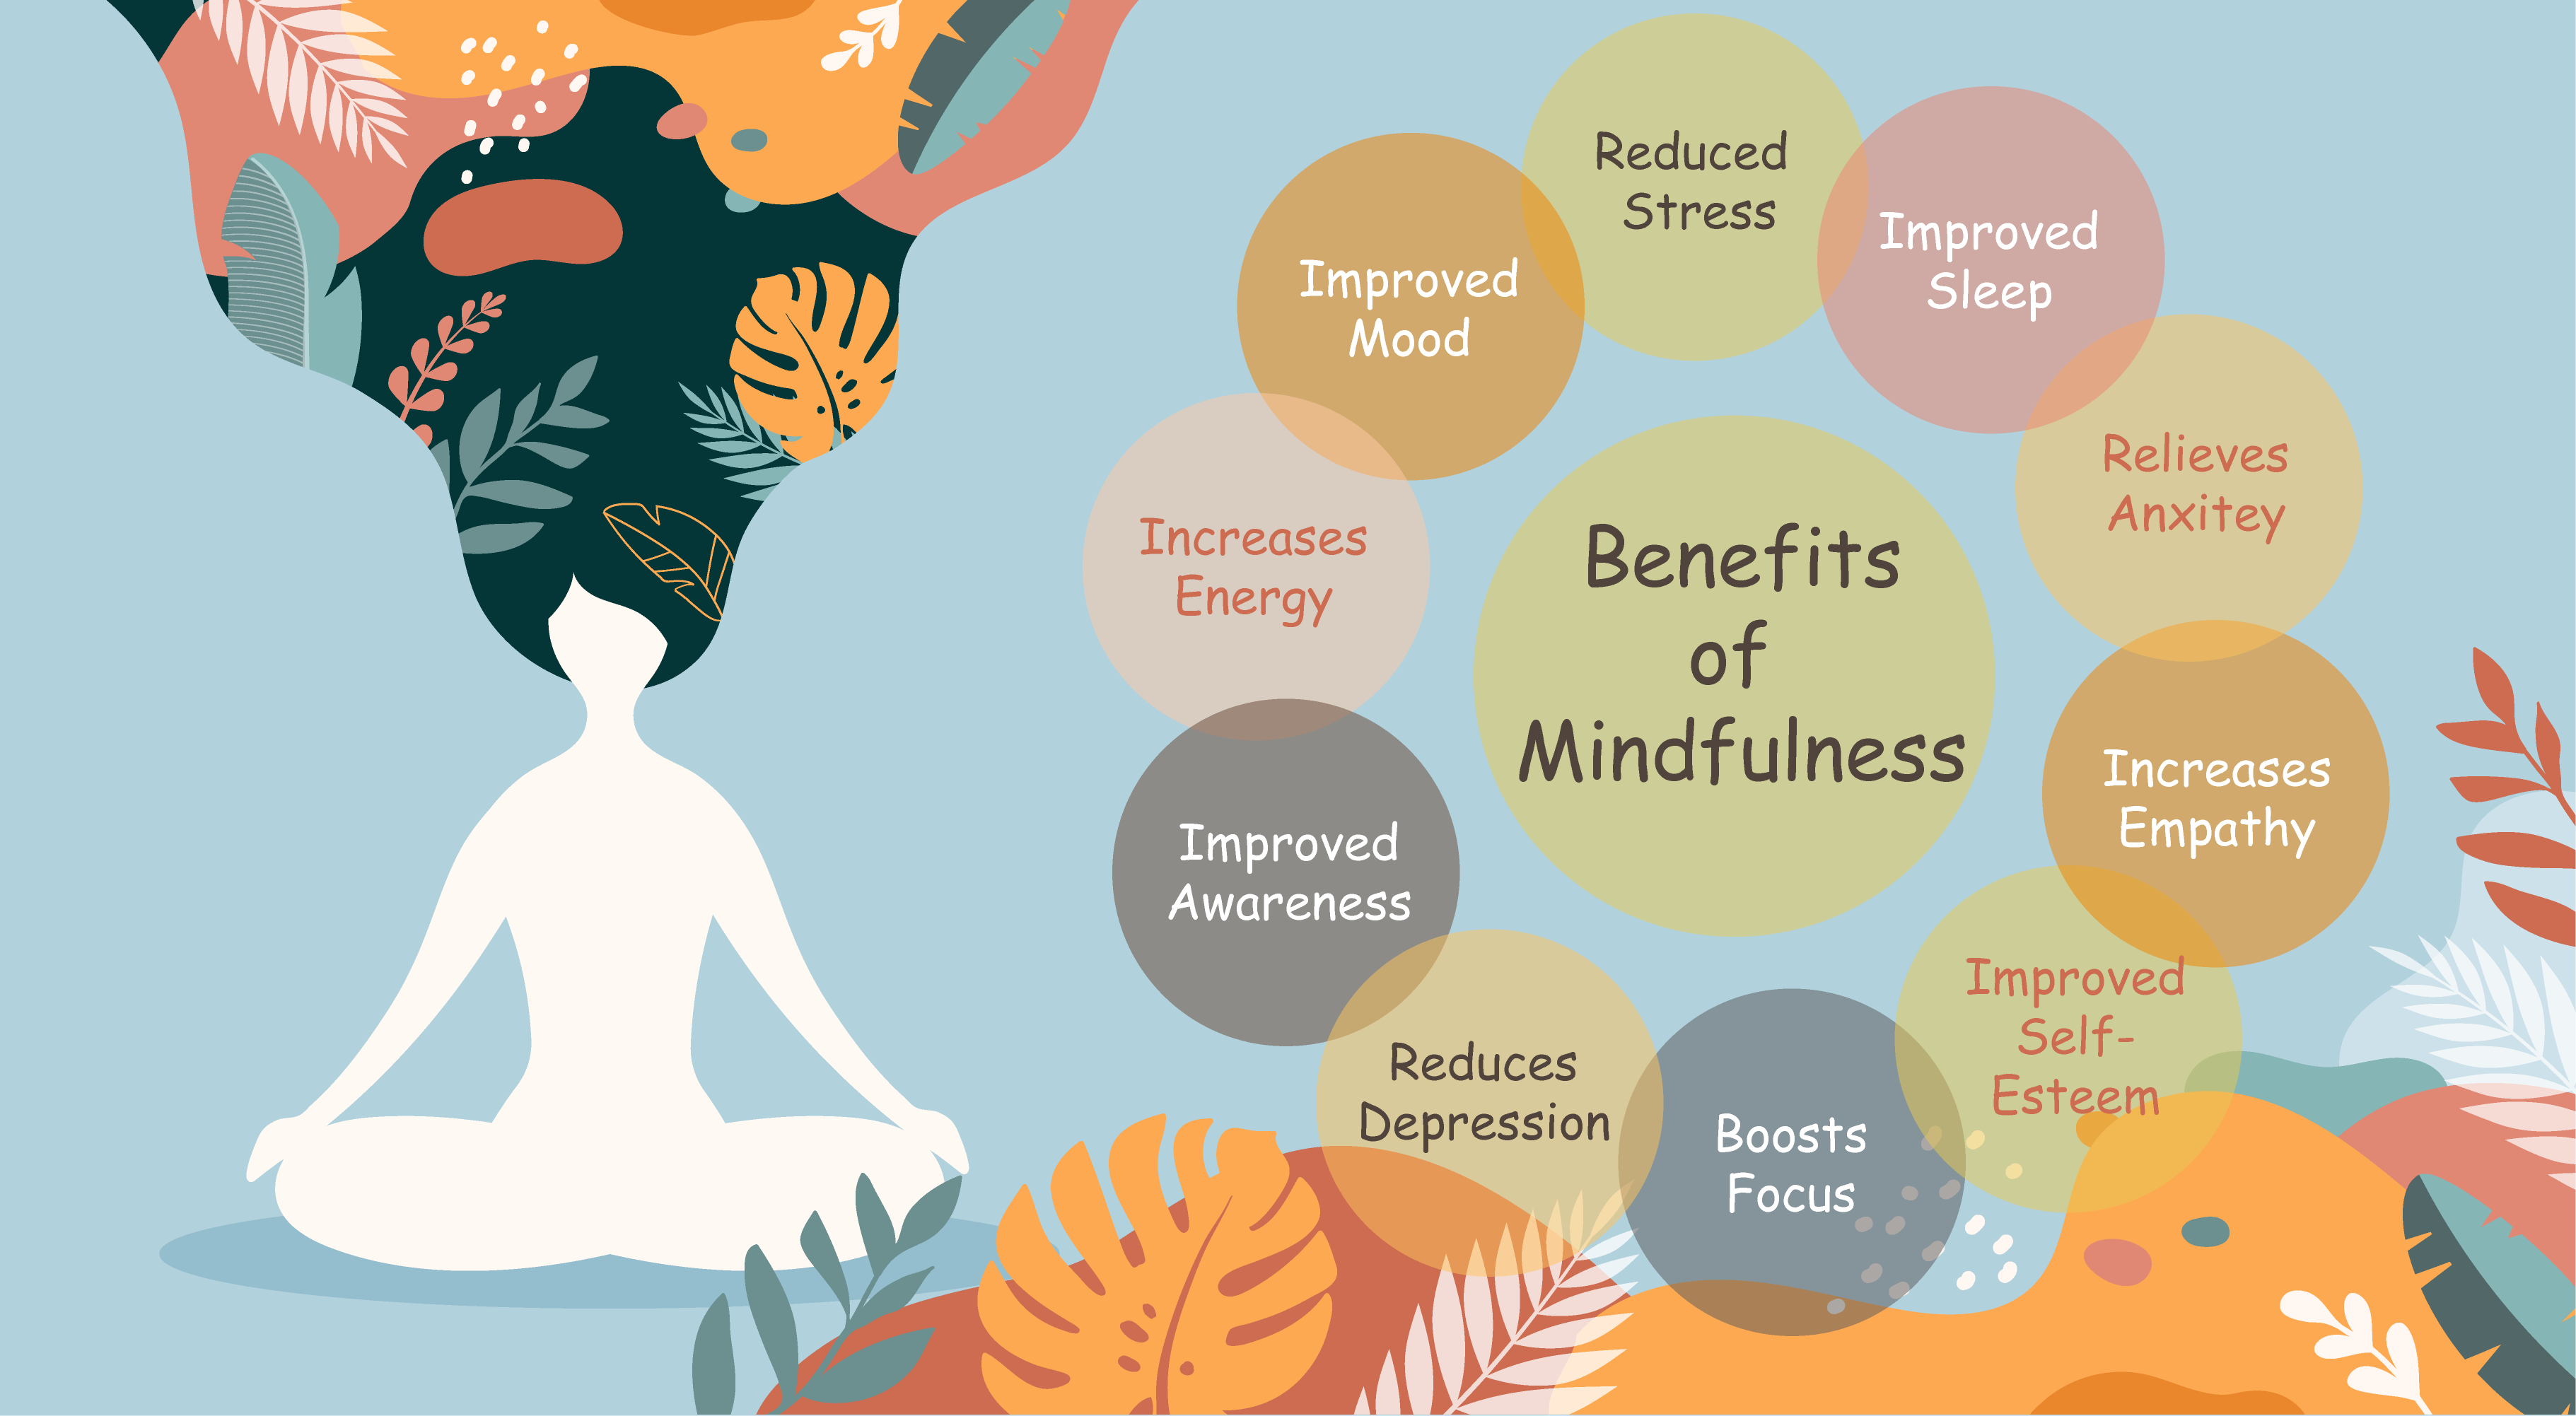 Benefits
of
Mindfulness
Reduced
Stress
Improved
Sleep
Relieves
Anxitey
Increases
Empathy
Improved
Self-
Esteem
Boosts
Focus
Reduces
Depression
Improved
Awareness
Increases
Energy
Improved
Mood